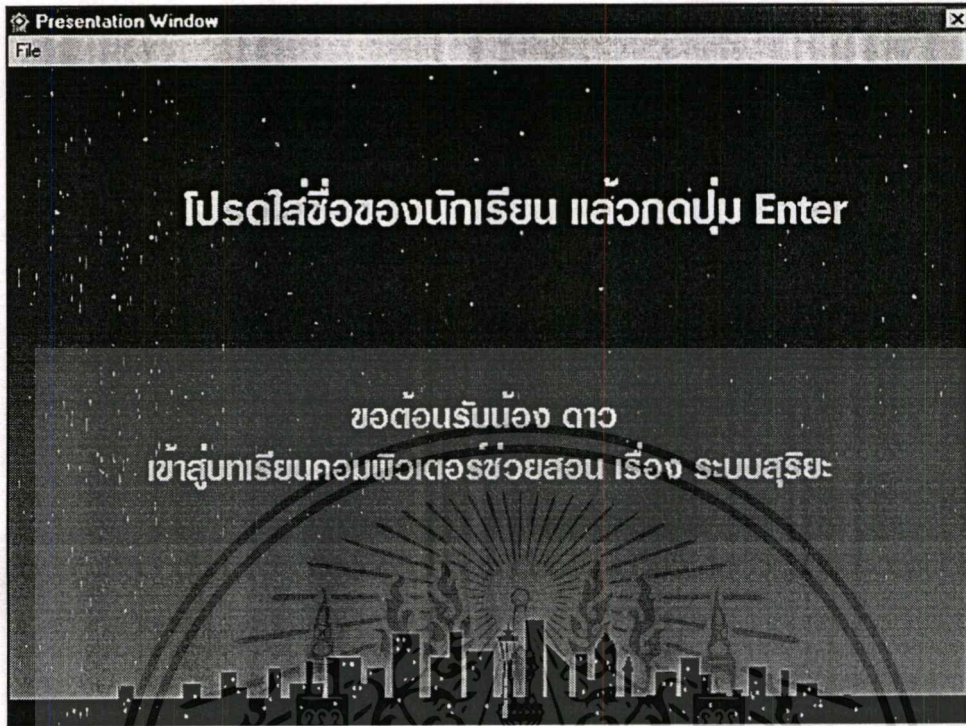 Presentation Window
File
โปรดใส่ชื่อของนักเรียน แล้วกดปุ่ม Enter
ขอต้อนรับน้อง ดาว
เข้าสู่บทเรียนคอมพิวเตอร์ช่วยสอน เรื่อง ระบบสุริยะ